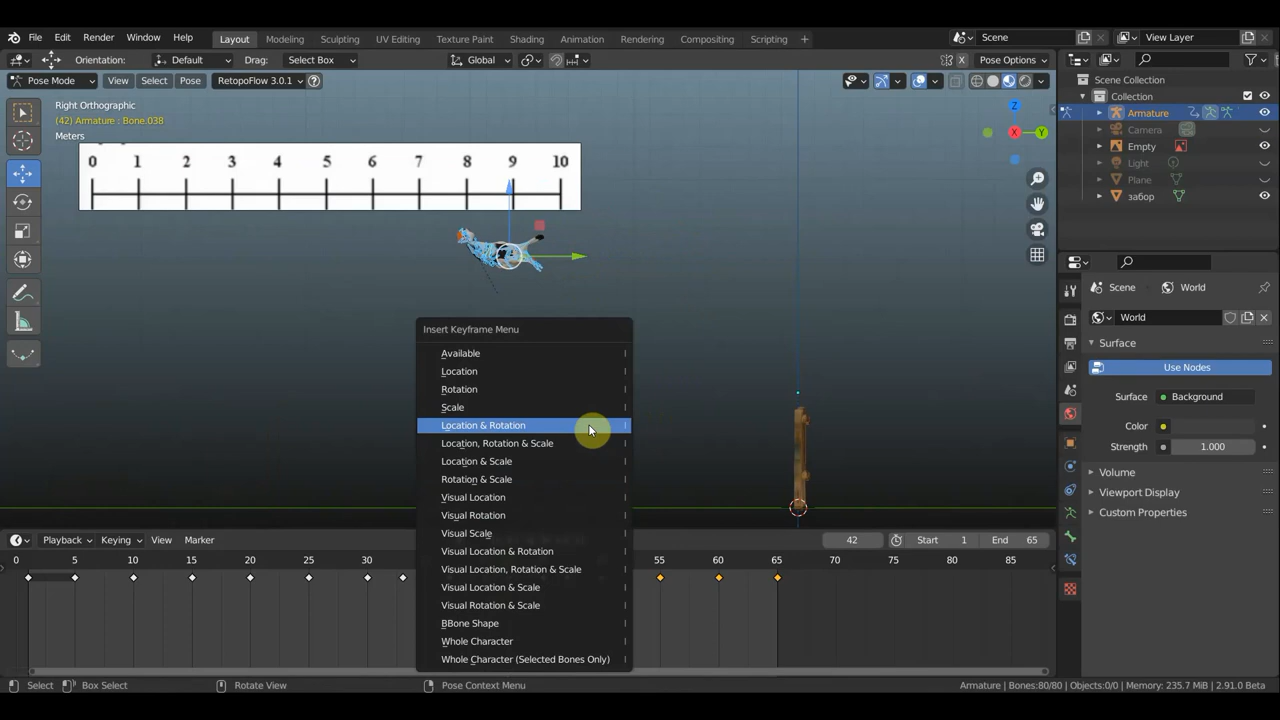 File Edit Render Window Help Layout Modeling Sculpting UV Editing Texture Paint Shading Animation Rendering Compositing Scripting + Scene View Layer
Orientation: Default Drag: Select Box Global X Pose Options
Pose Mode View Select Pose RetopoFlow 3.0.1
Right Orthographic
(42) Armature : Bone.038
Meters
0 1 2 3 4 5 6 7 8 9 10
Z
X
Y
Insert Keyframe Menu
Available I
Location I
Rotation I
Scale I
Location & Rotation I
Location, Rotation & Scale I
Location & Scale I
Rotation & Scale I
Visual Location I
Visual Rotation I
Visual Scale I
Visual Location & Rotation I
Visual Location, Rotation & Scale I
Visual Location & Scale I
Visual Rotation & Scale I
BBone Shape I
Whole Character I
Whole Character (Selected Bones Only) I
Scene Collection
Collection
Armature
Camera
Empty
Light
Plane
забор
Scene World
World
Surface
Use Nodes
Surface Background
Color
Strength 1.000
Volume
Viewport Display
Custom Properties
Playback Keying View Marker 42 Start 1 End 65
0 5 10 15 20 25 30 55 60 65 70 75 80 85
Select Box Select Rotate View Pose Context Menu Armature | Bones:80/80 | Objects:0/0 | Memory: 235.7 MiB | 2.91.0 Beta